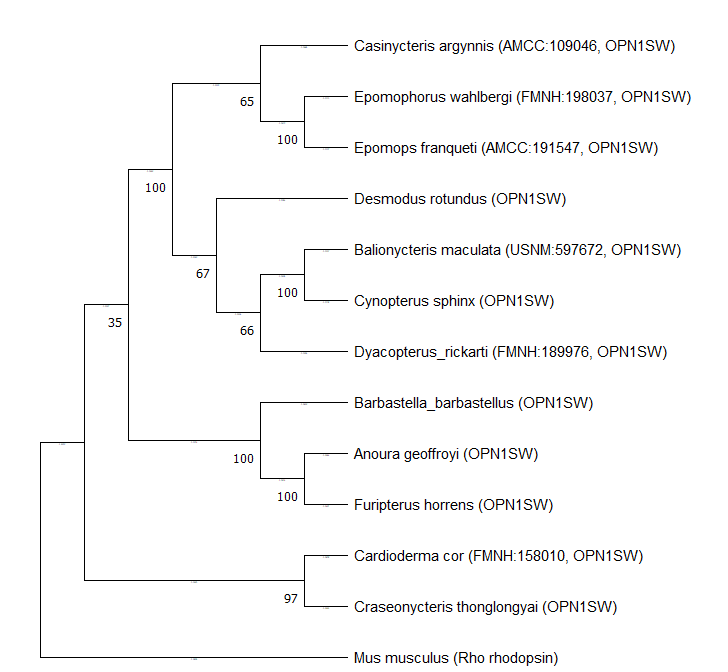 Casinycteris argynnis (AMCC:109046, OPN1SW)
65
Epomophorus wahlbergi (FMNH:198037, OPN1SW)
100
Epomops franqueti (AMCC:191547, OPN1SW)
100
Desmodus rotundus (OPN1SW)
Balionycteris maculata (USNM:597672, OPN1SW)
67
100
Cynopterus sphinx (OPN1SW)
35
66
Dyacopterus_rickarti (FMNH:189976, OPN1SW)
Barbastella_barbastellus (OPN1SW)
Anoura geoffroyi (OPN1SW)
100
100
Furipterus horrens (OPN1SW)
Cardioderma cor (FMNH:158010, OPN1SW)
97
Craseonycteris thonglongyai (OPN1SW)
Mus musculus (Rho rhodopsin)